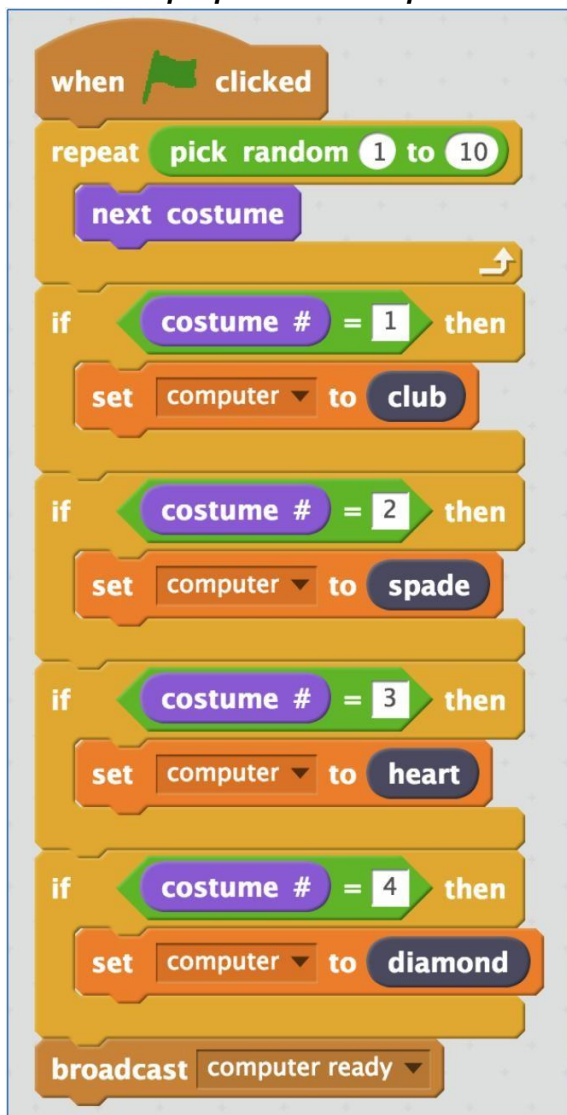 when clicked
repeat pick random 1 to 10
next costume
if costume # = 1 then
set computer to club
if costume # = 2 then
set computer to spade
if costume # = 3 then
set computer to heart
if costume # = 4 then
set computer to diamond
broadcast computer ready